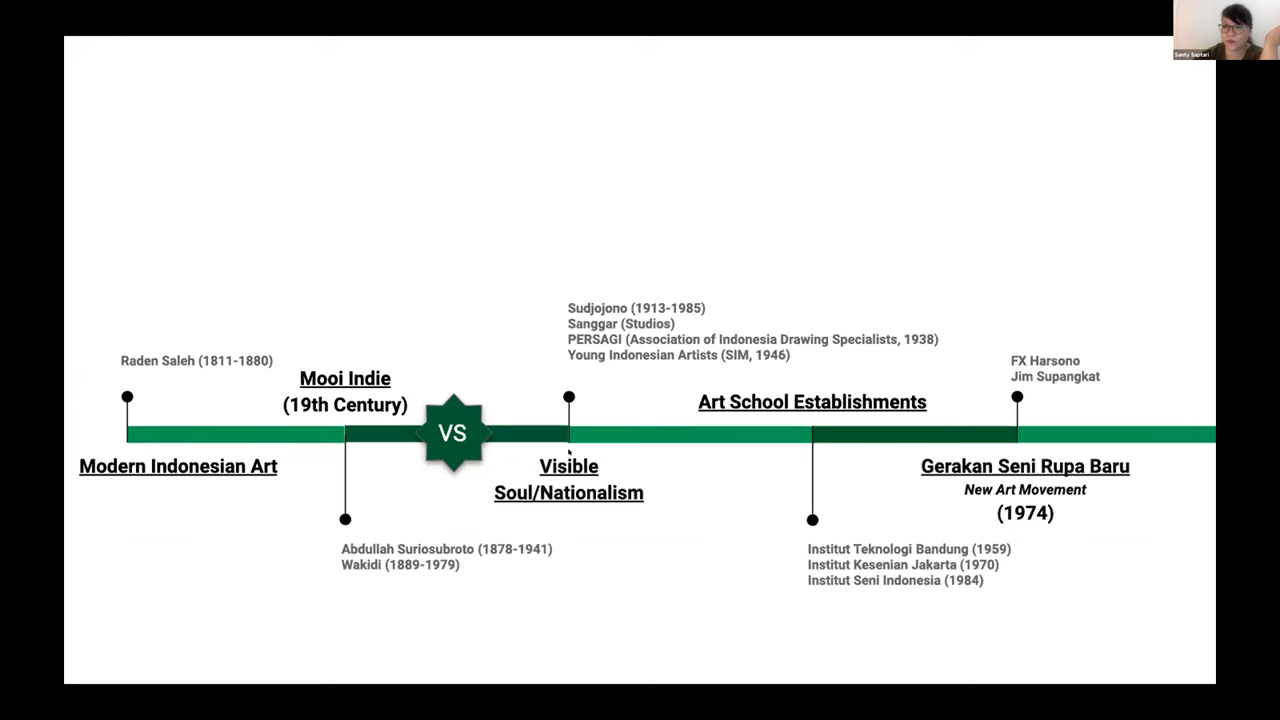 Santy Saptari
Sudjojono (1913-1985)
Sanggar (Studios)
PERSAGI (Association of Indonesia Drawing Specialists, 1938)
Young Indonesian Artists (SIM, 1946)
Raden Saleh (1811-1880)
Mooi Indie
(19th Century)
FX Harsono
Jim Supangkat
Art School Establishments
VS
Modern Indonesian Art
Visible
Soul/Nationalism
Gerakan Seni Rupa Baru
New Art Movement
(1974)
Abdullah Suriosubroto (1878-1941)
Wakidi (1889-1979)
Institut Teknologi Bandung (1959)
Institut Kesenian Jakarta (1970)
Institut Seni Indonesia (1984)